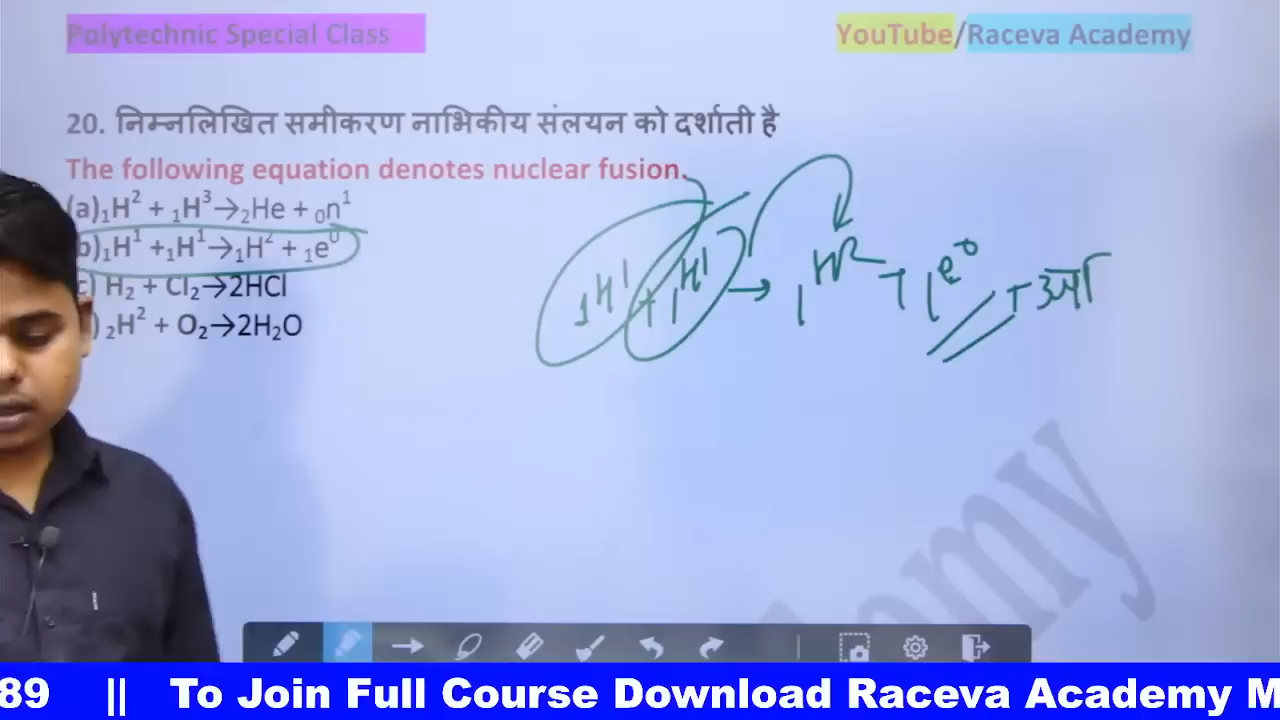 Polytechnic Special Class
YouTube/Raceva Academy
20. निम्नलिखित समीकरण नाभिकीय संलयन को दर्शाती है
The following equation denotes nuclear fusion.
(a)₁H² + ₁H³→₂He + ₀n¹
b)₁H¹ +₁H¹→₁H² + ₁e⁰
c) H₂ + Cl₂→2HCl
) ₂H² + O₂→2H₂O
₁H¹ + ₁H¹ → ₁H² + ₁e⁰ + ऊर्जा
emy
89 || To Join Full Course Download Raceva Academy M